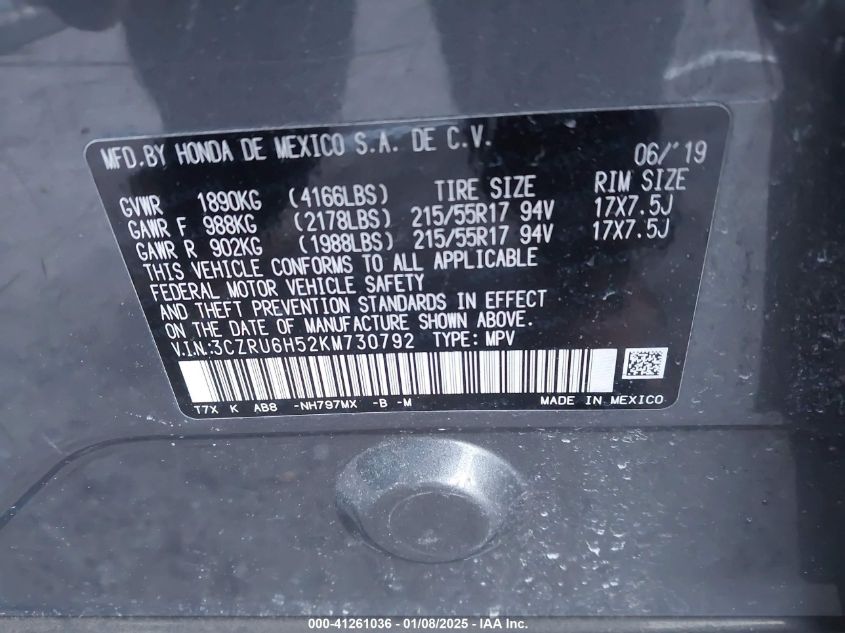 MFD.BY HONDA DE MEXICO S.A. DE C.V. 06/'19
GVWR 1890KG (4166LBS) TIRE SIZE RIM SIZE
GAWR F 988KG (2178LBS) 215/55R17 94V 17X7.5J
GAWR R 902KG (1988LBS) 215/55R17 94V 17X7.5J
THIS VEHICLE CONFORMS TO ALL APPLICABLE
FEDERAL MOTOR VEHICLE SAFETY
AND THEFT PREVENTION STANDARDS IN EFFECT
ON THE DATE OF MANUFACTURE SHOWN ABOVE.
V.I.N.:3CZRU6H52KM730792 TYPE: MPV
T7X K AB8 -NH797MX -B -M MADE IN MEXICO
000-41261036 - 01/08/2025 - IAA Inc.